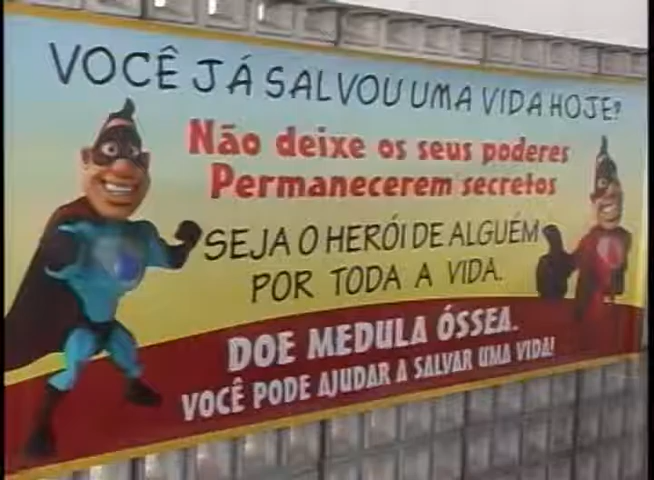 VOCÊ JÁ SALVOU UMA VIDA HOJE?
Não deixe os seus poderes
Permanecerem secretos
SEJA O HERÓI DE ALGUÉM
POR TODA A VIDA.
DOE MEDULA ÓSSEA.
VOCÊ PODE AJUDAR A SALVAR UMA VIDA!